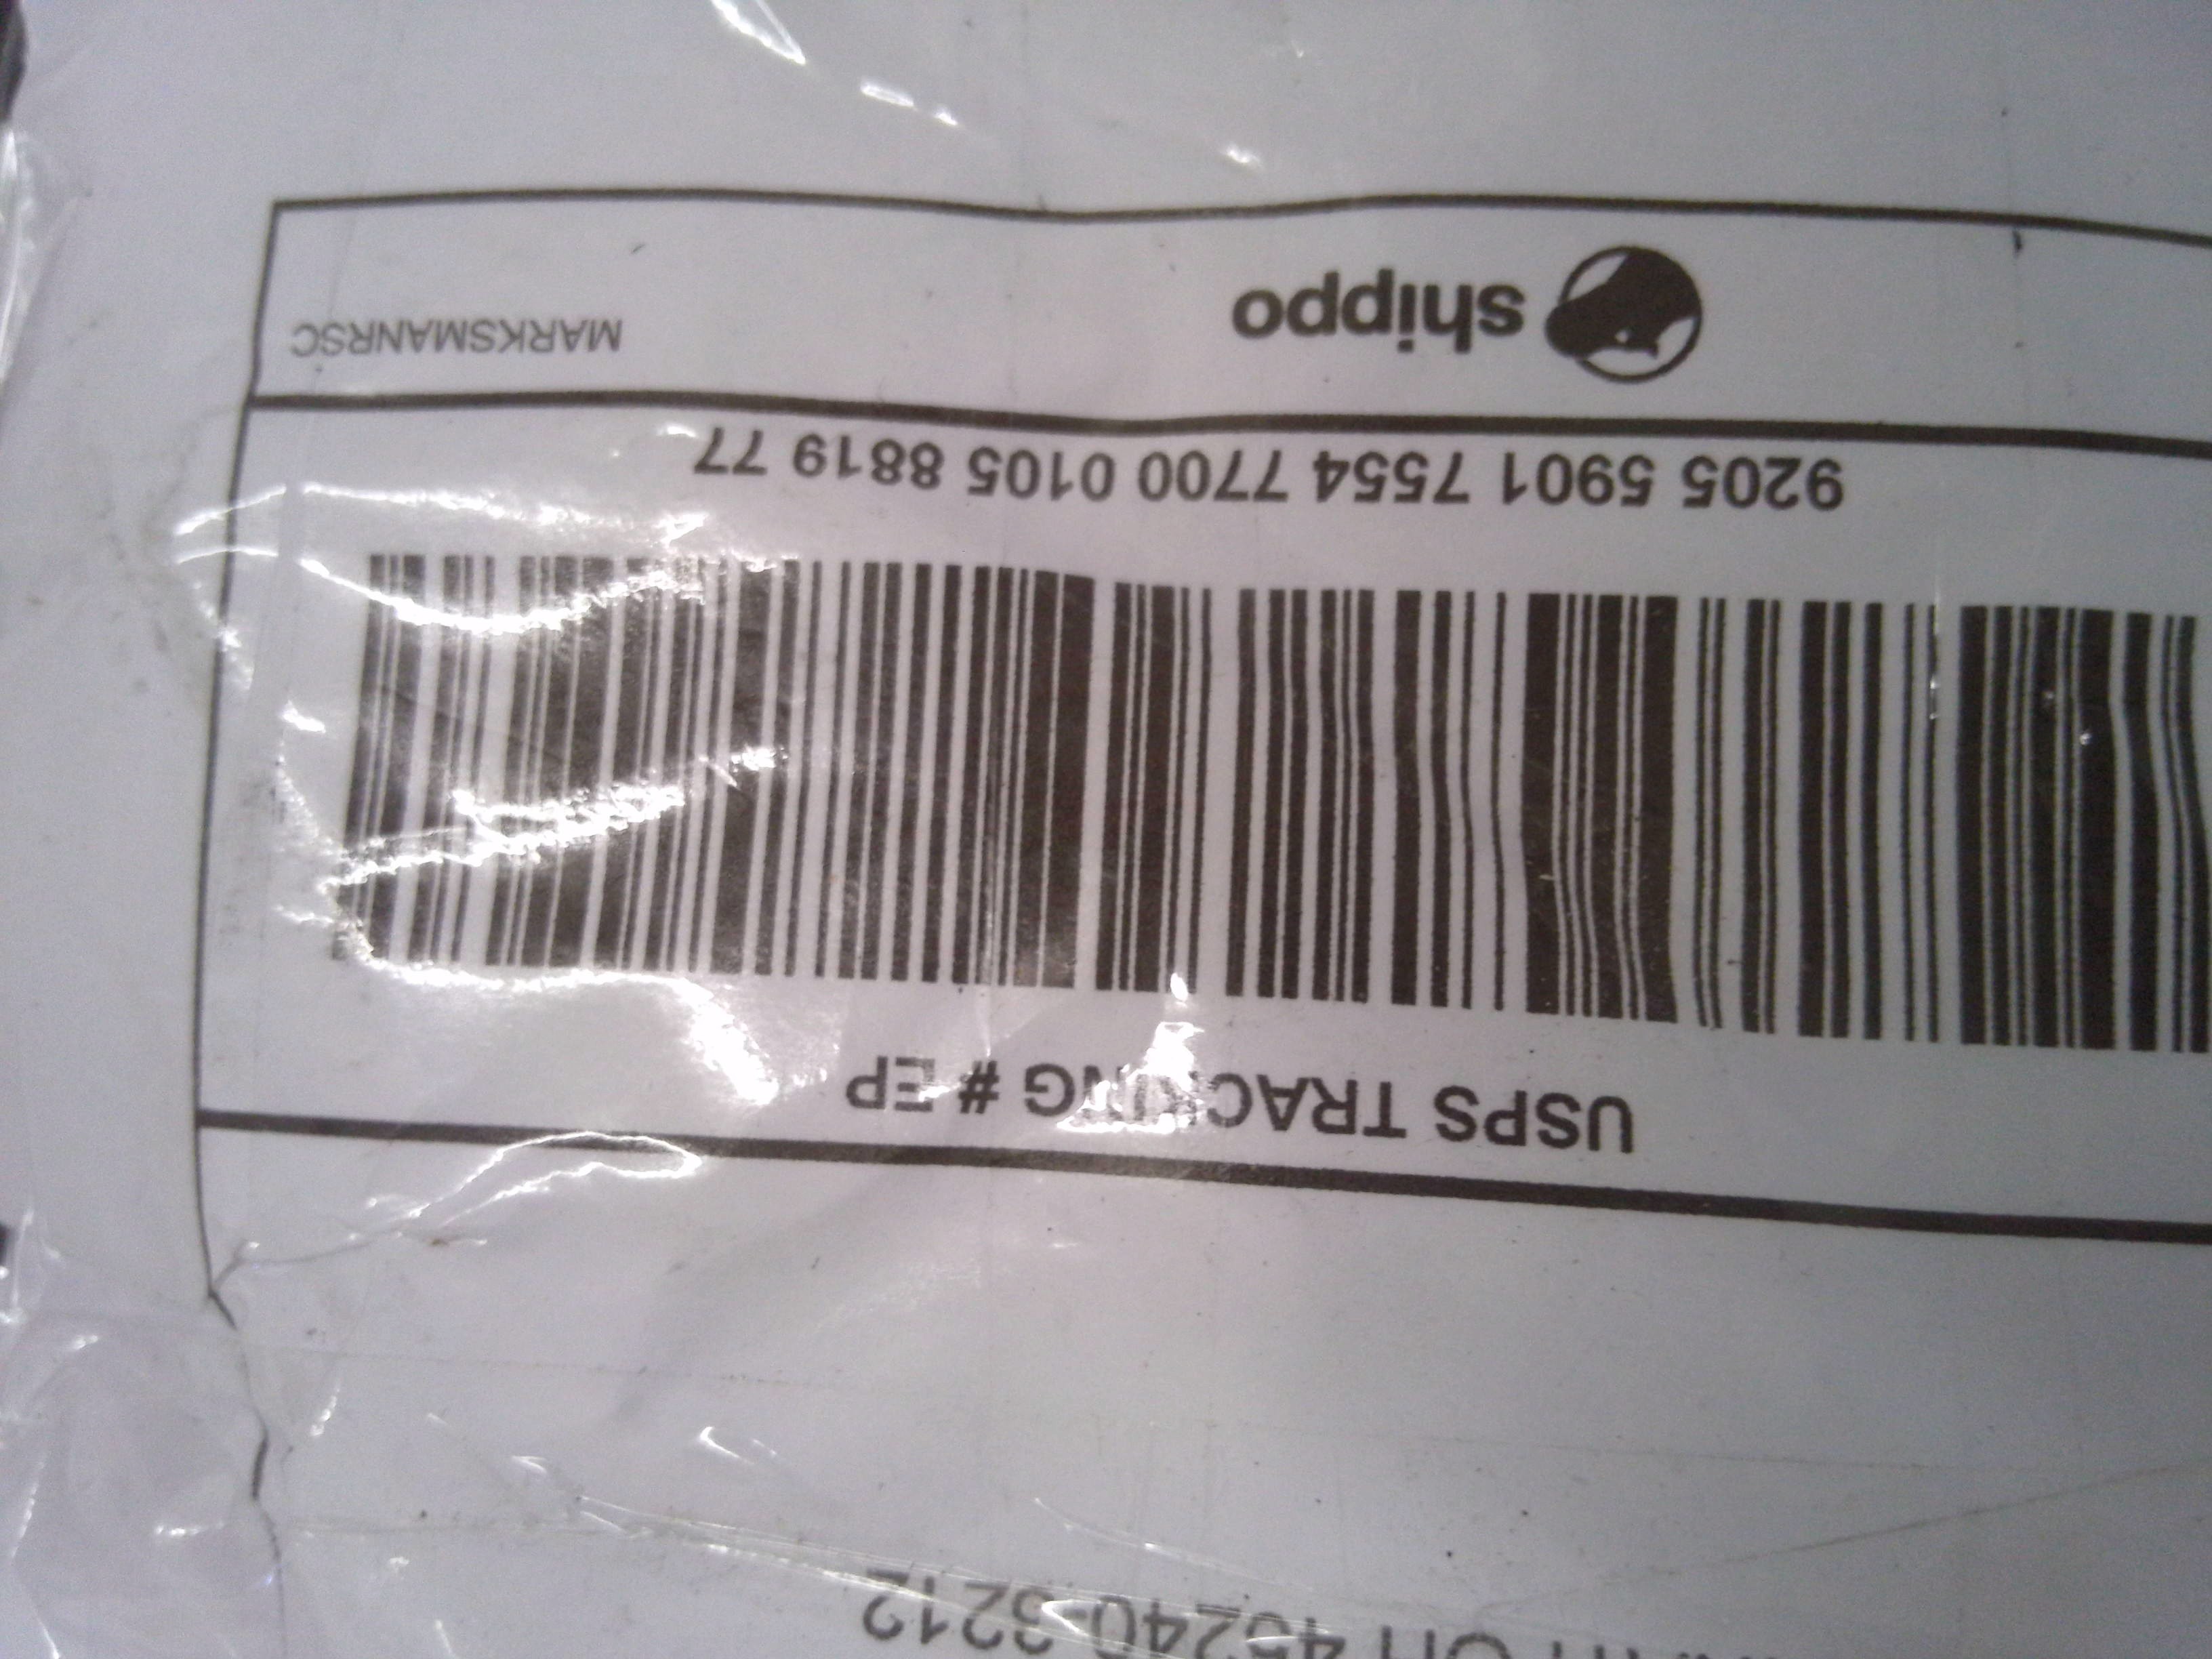 OH 45240-3212
USPS TRACKING # EP
9205 5901 7554 7700 0105 8819 77
shippo
MARKSMANRSC